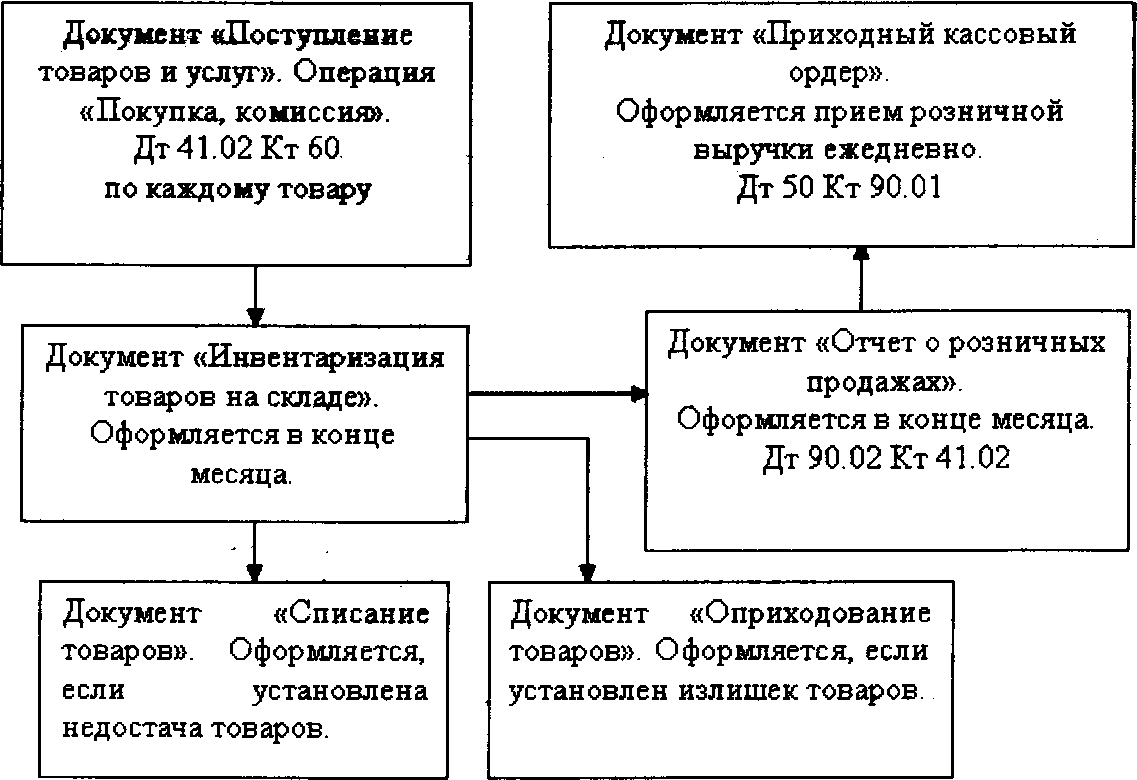 Документ «Поступление
товаров и услуг». Операция
«Покупка, комиссия».
Дт 41.02 Кт 60.
по каждому товару
Документ «Приходный кассовый
ордер».
Оформляется прием розничной
выручки ежедневно.
Дт 50 Кт 90.01
Документ «Инвентаризация
товаров на складе».
Оформляется в конце
месяца.
Документ «Отчет о розничных
продажах».
Оформляется в конце месяца.
Дт 90.02 Кт 41.02
Документ «Списание
товаров». Оформляется,
если установлена
недостача товаров.
Документ «Оприходование
товаров». Оформляется, если
установлен излишек товаров.